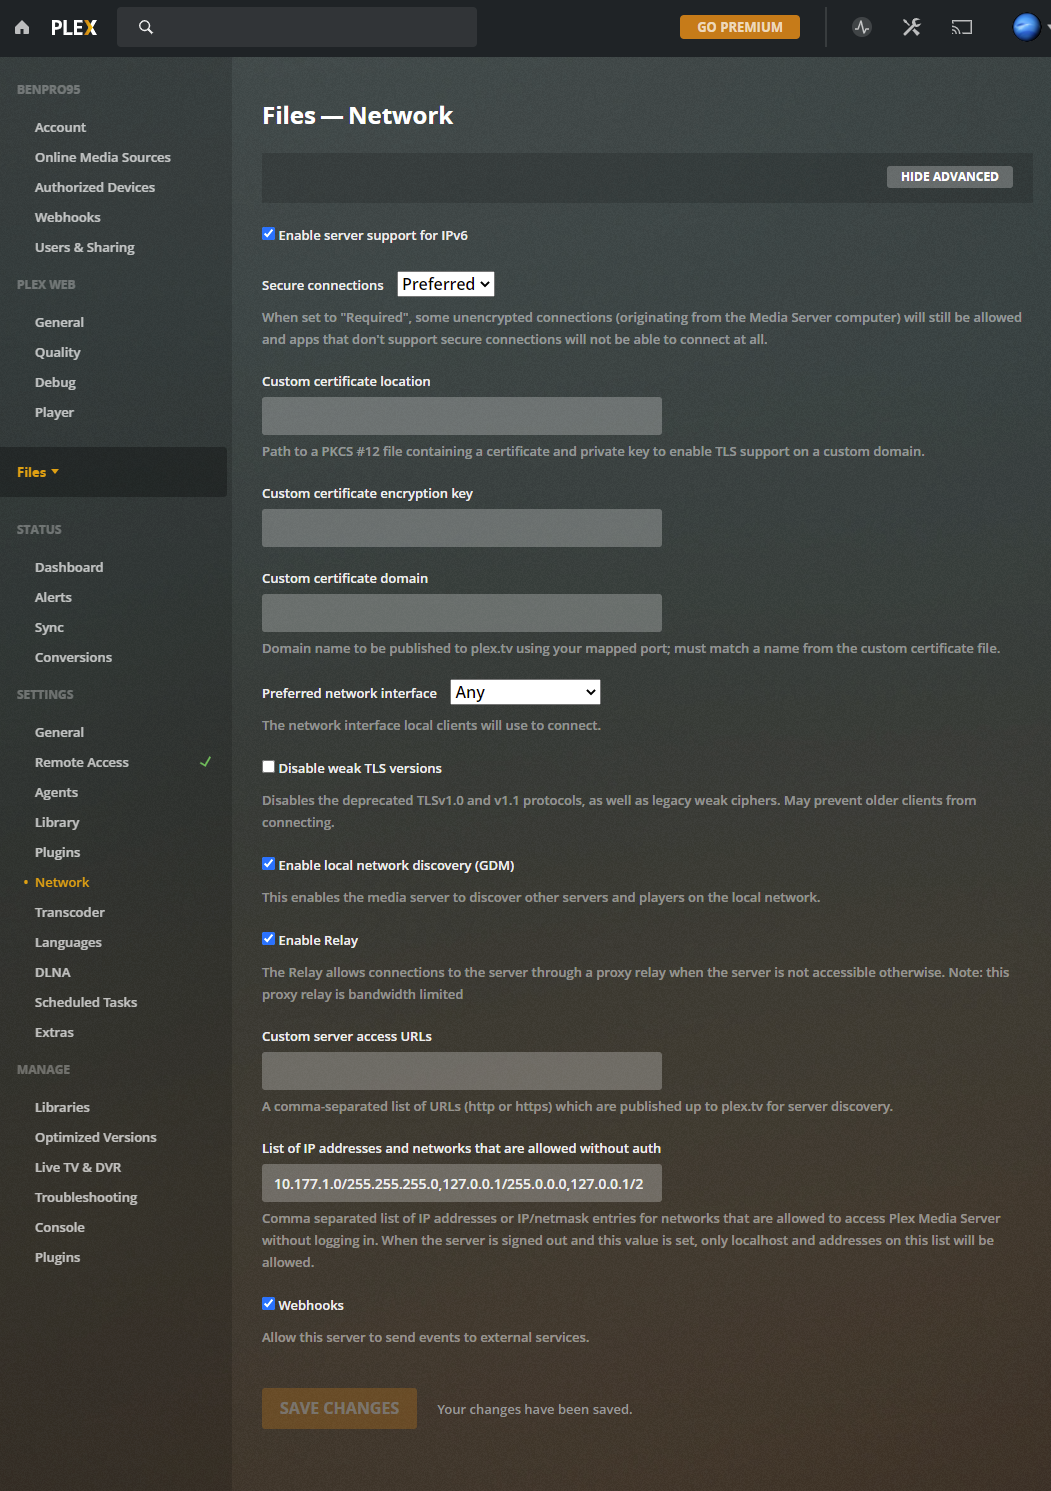 PLEX
GO PREMIUM
BENPRO95
Account
Online Media Sources
Authorized Devices
Webhooks
Users & Sharing
PLEX WEB
General
Quality
Debug
Player
Files
STATUS
Dashboard
Alerts
Sync
Conversions
SETTINGS
General
Remote Access
Agents
Library
Plugins
Network
Transcoder
Languages
DLNA
Scheduled Tasks
Extras
MANAGE
Libraries
Optimized Versions
Live TV & DVR
Troubleshooting
Console
Plugins
Files — Network
HIDE ADVANCED
Enable server support for IPv6
Secure connections Preferred
When set to "Required", some unencrypted connections (originating from the Media Server computer) will still be allowed
and apps that don't support secure connections will not be able to connect at all.
Custom certificate location
Path to a PKCS #12 file containing a certificate and private key to enable TLS support on a custom domain.
Custom certificate encryption key
Custom certificate domain
Domain name to be published to plex.tv using your mapped port; must match a name from the custom certificate file.
Preferred network interface Any
The network interface local clients will use to connect.
Disable weak TLS versions
Disables the deprecated TLSv1.0 and v1.1 protocols, as well as legacy weak ciphers. May prevent older clients from
connecting.
Enable local network discovery (GDM)
This enables the media server to discover other servers and players on the local network.
Enable Relay
The Relay allows connections to the server through a proxy relay when the server is not accessible otherwise. Note: this
proxy relay is bandwidth limited
Custom server access URLs
A comma-separated list of URLs (http or https) which are published up to plex.tv for server discovery.
List of IP addresses and networks that are allowed without auth
10.177.1.0/255.255.255.0,127.0.0.1/255.0.0.0,127.0.0.1/2
Comma separated list of IP addresses or IP/netmask entries for networks that are allowed to access Plex Media Server
without logging in. When the server is signed out and this value is set, only localhost and addresses on this list will be
allowed.
Webhooks
Allow this server to send events to external services.
SAVE CHANGES
Your changes have been saved.